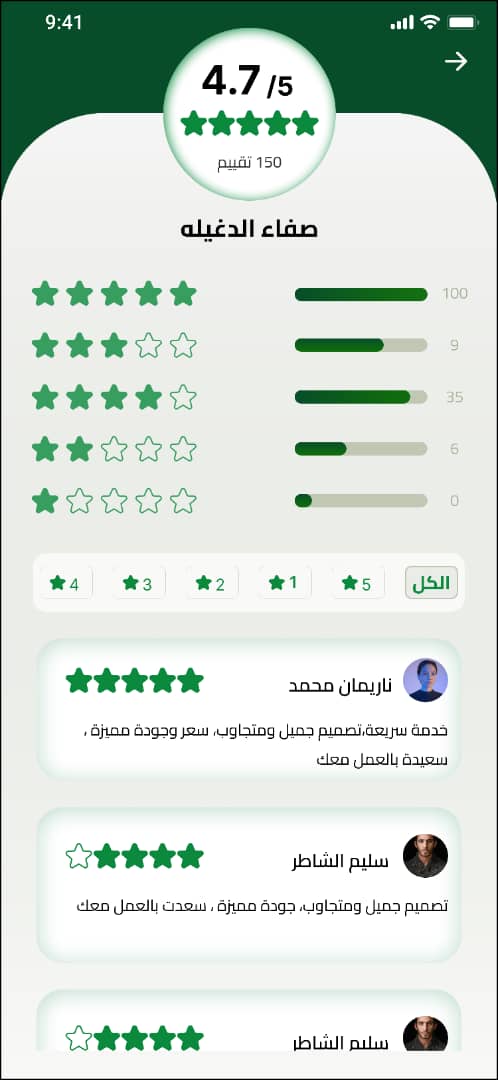 9:41
4.7 /5
150 تقييم
صفاء الدغيله
100
9
35
6
0
الكل 5 1 2 3 4
ناريمان محمد
خدمة سريعة،تصميم جميل ومتجاوب، سعر وجودة مميزة ،
سعيدة بالعمل معك
سليم الشاطر
تصميم جميل ومتجاوب، جودة مميزة ، سعدت بالعمل معك
سليم الشاطر